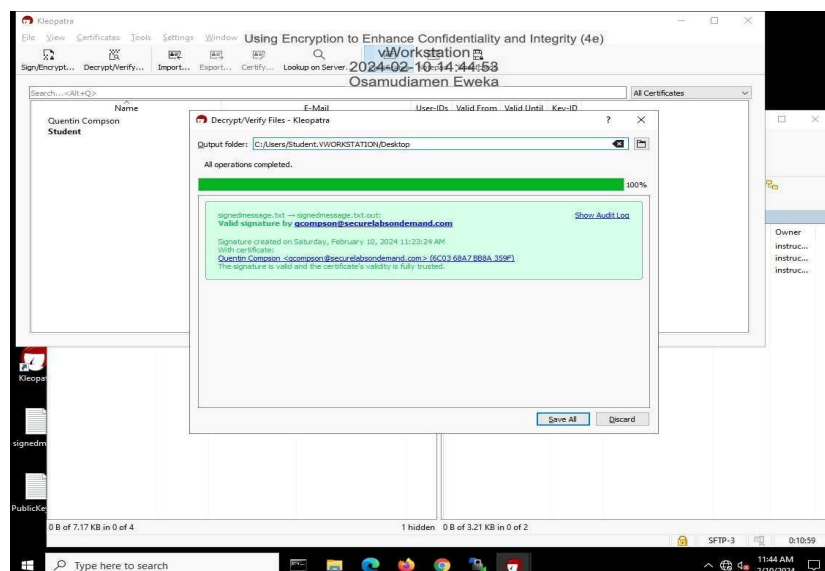 Kleopatra
File View Certificates Tools Settings Window
Using Encryption to Enhance Confidentiality and Integrity (4e)
vWorkstation
2024-02-10 14:44:53
Osamudiamen Eweka
Sign/Encrypt... Decrypt/Verify... Import... Export... Certify... Lookup on Server...
Search...<Alt+Q>
All Certificates
Name E-Mail User-IDs Valid From Valid Until Key-ID
Quentin Compson
Student
Decrypt/Verify Files - Kleopatra
Output folder: C:/Users/Student.VWORKSTATION/Desktop
All operations completed.
100%
signedmessage.txt → signedmessage.txt.out:
Show Audit Log
Valid signature by qcompson@securelabsondemand.com
Signature created on Saturday, February 10, 2024 11:23:24 AM
With certificate:
Quentin Compson <qcompson@securelabsondemand.com> (6C03 68A7 BB8A 359F)
The signature is valid and the certificate's validity is fully trusted.
Save All Discard
Owner
instruc...
instruc...
instruc...
Kleopa
signedm
PublicKe
0 B of 7.17 KB in 0 of 4
1 hidden
0 B of 3.21 KB in 0 of 2
SFTP-3
0:10:59
Type here to search
11:44 AM
2/10/2024